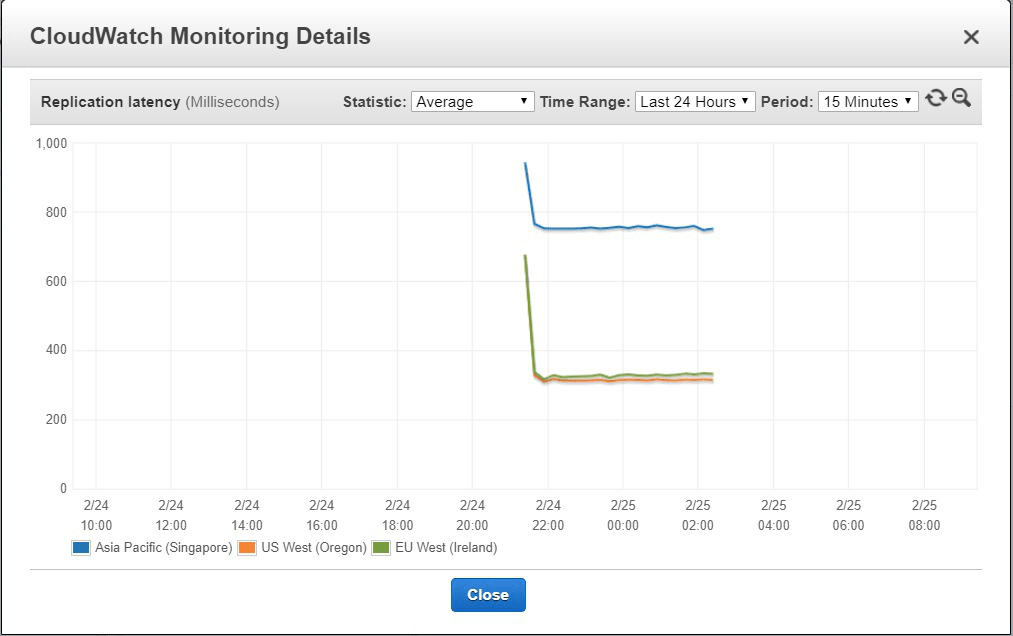 CloudWatch Monitoring Details
Replication latency (Milliseconds) Statistic: Average Time Range: Last 24 Hours Period: 15 Minutes
1,000
800
600
400
200
0
2/24 2/24 2/24 2/24 2/24 2/24 2/24 2/25 2/25 2/25 2/25 2/25
10:00 12:00 14:00 16:00 18:00 20:00 22:00 00:00 02:00 04:00 06:00 08:00
Asia Pacific (Singapore) US West (Oregon) EU West (Ireland)
Close